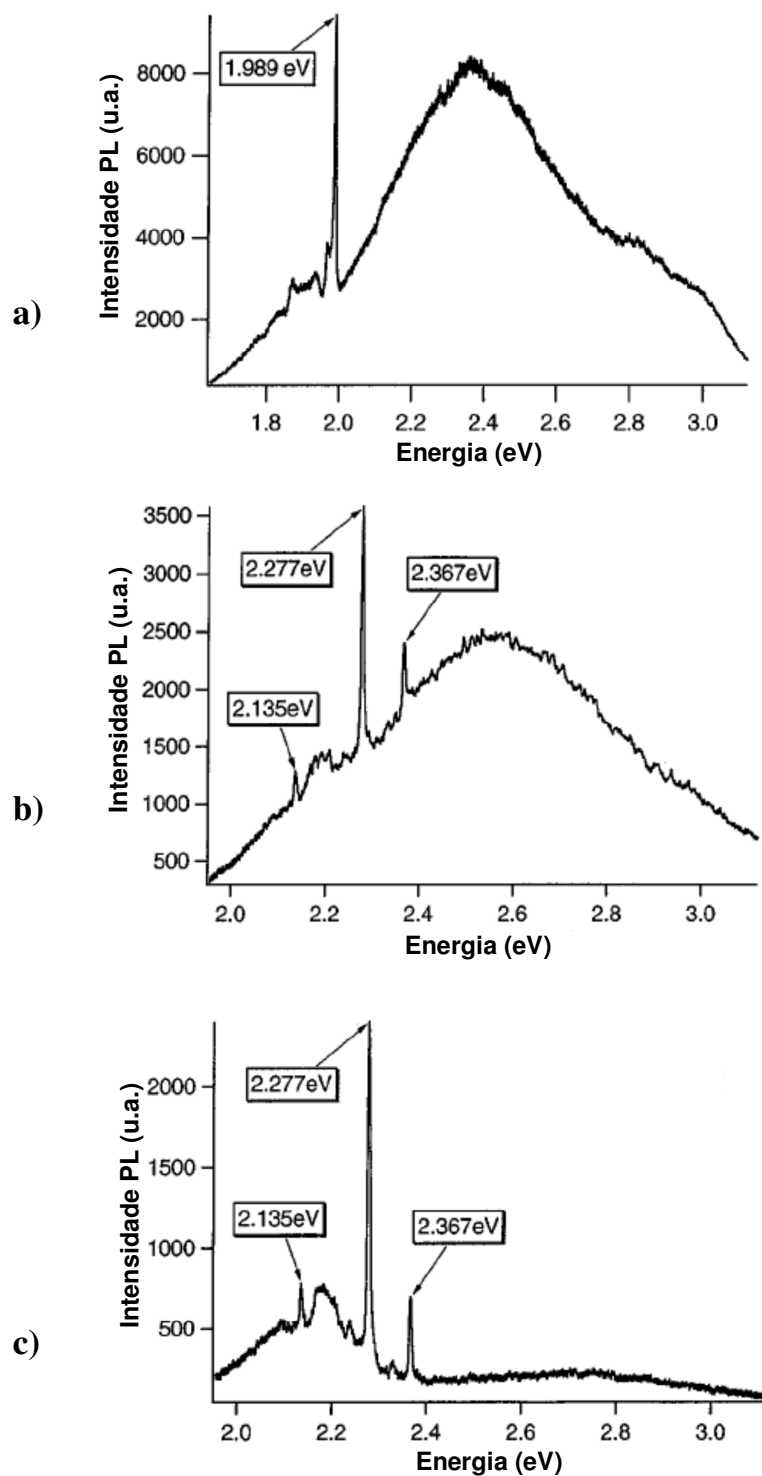 1.989 eV
8000
6000
4000
2000
Intensidade PL (u.a.)
a)
1.8 2.0 2.2 2.4 2.6 2.8 3.0
Energia (eV)
3500
3000
2500
2000
1500
1000
500
Intensidade PL (u.a.)
2.277eV
2.367eV
2.135eV
b)
2.0 2.2 2.4 2.6 2.8 3.0
Energia (eV)
2000
1500
1000
500
Intensidade PL (u.a.)
2.277eV
2.135eV
2.367eV
c)
2.0 2.2 2.4 2.6 2.8 3.0
Energia (eV)